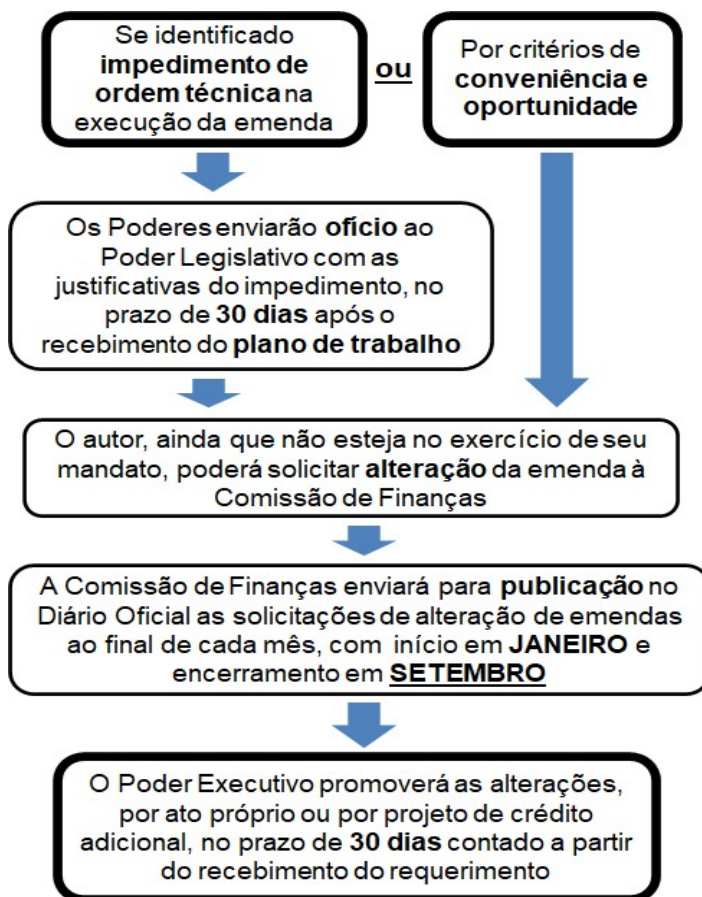 Se identificado
impedimento de
ordem técnica na
execução da emenda
ou
Por critérios de
conveniência e
oportunidade
Os Poderes enviarão ofício ao
Poder Legislativo com as
justificativas do impedimento, no
prazo de 30 dias após o
recebimento do plano de trabalho
O autor, ainda que não esteja no exercício de seu
mandato, poderá solicitar alteração da emenda à
Comissão de Finanças
A Comissão de Finanças enviará para publicação no
Diário Oficial as solicitações de alteração de emendas
ao final de cada mês, com início em JANEIRO e
encerramento em SETEMBRO
O Poder Executivo promoverá as alterações,
por ato próprio ou por projeto de crédito
adicional, no prazo de 30 dias contado a partir
do recebimento do requerimento